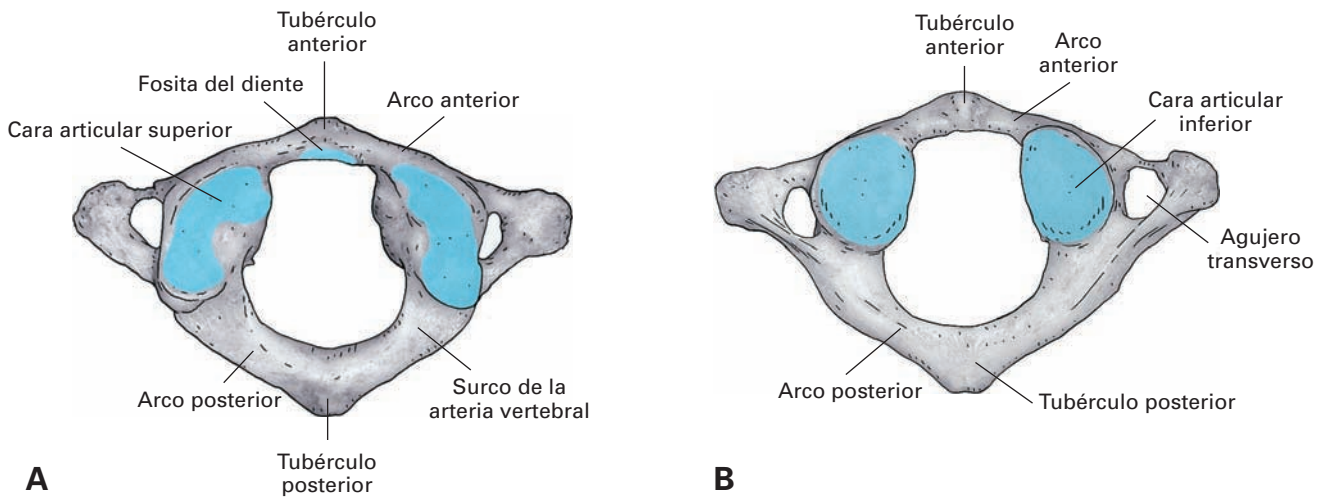 Tubérculo
anterior
Fosita del diente
Arco anterior
Cara articular superior
Arco posterior
Surco de la
arteria vertebral
Tubérculo
posterior
A
Tubérculo
anterior
Arco
anterior
Cara articular
inferior
Agujero
transverso
Arco posterior
Tubérculo posterior
B